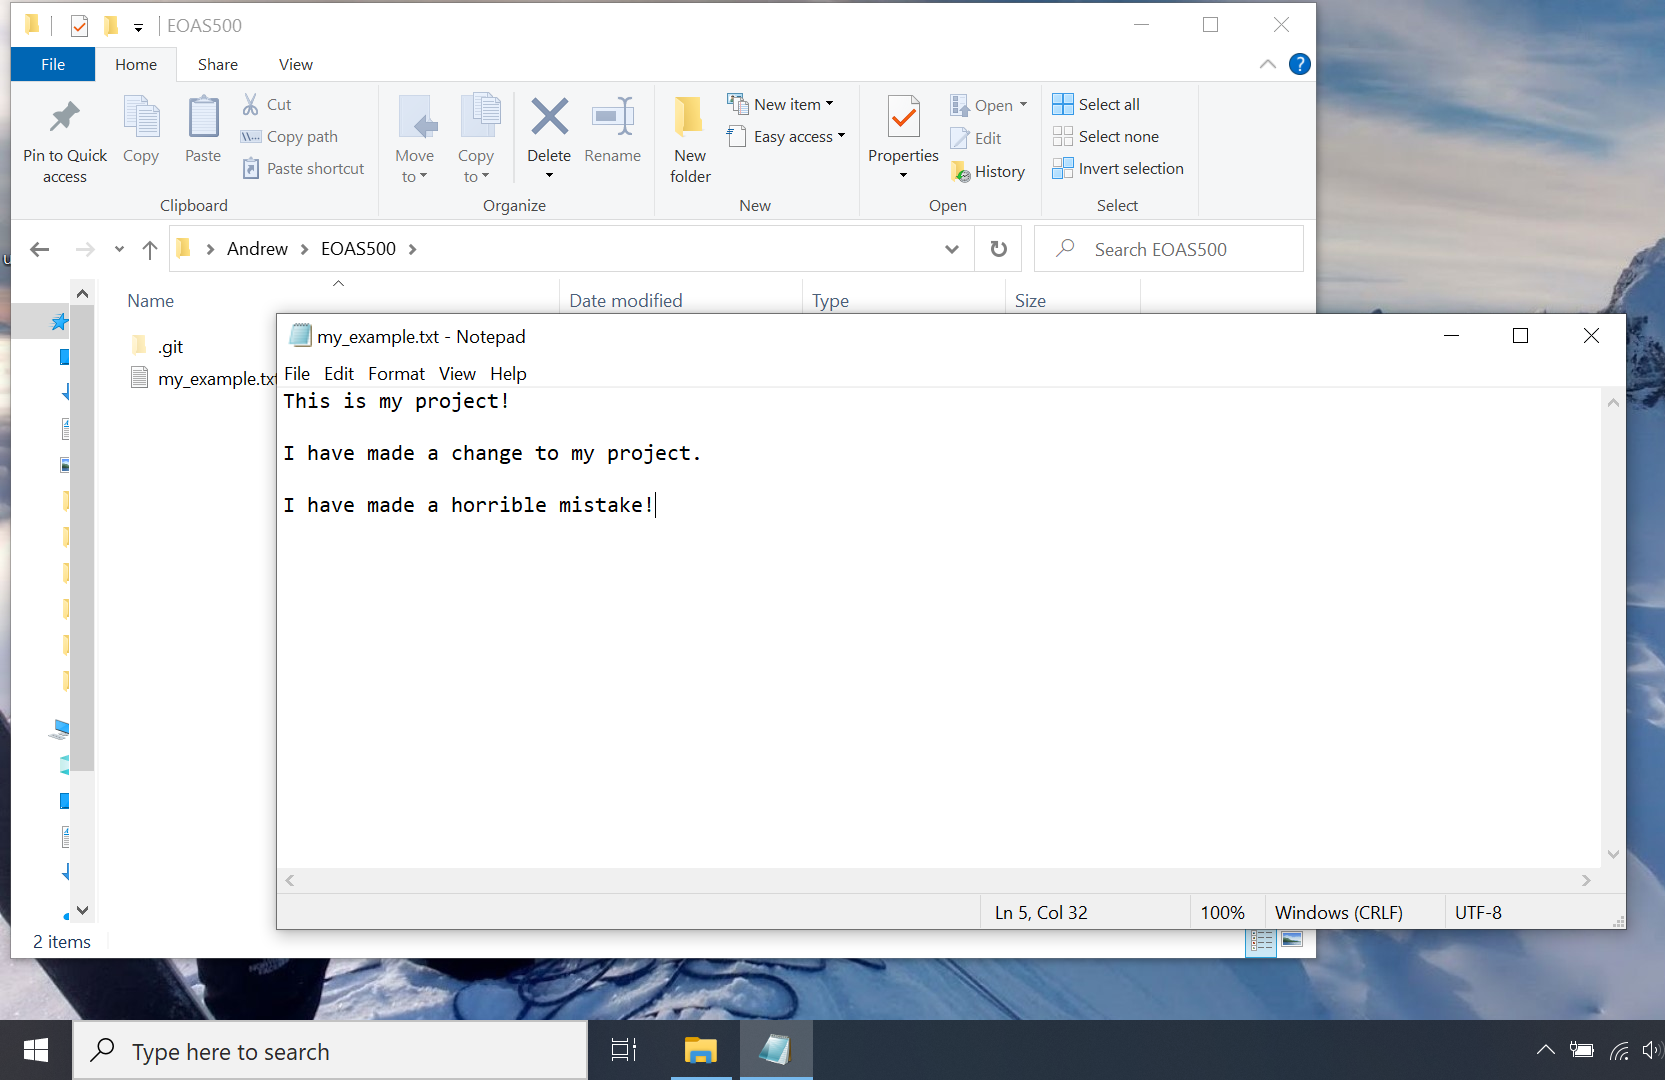 EOAS500
File Home Share View
Pin to Quick access
Copy
Paste
Cut
Copy path
Paste shortcut
Clipboard
Move to
Copy to
Delete
Rename
Organize
New folder
New item
Easy access
New
Properties
Open
Edit
History
Open
Select all
Select none
Invert selection
Select
Andrew EOAS500
Search EOAS500
Name Date modified Type Size
.git
my_example.txt
my_example.txt - Notepad
File Edit Format View Help
This is my project!
I have made a change to my project.
I have made a horrible mistake!
Ln 5, Col 32 100% Windows (CRLF) UTF-8
2 items
Type here to search